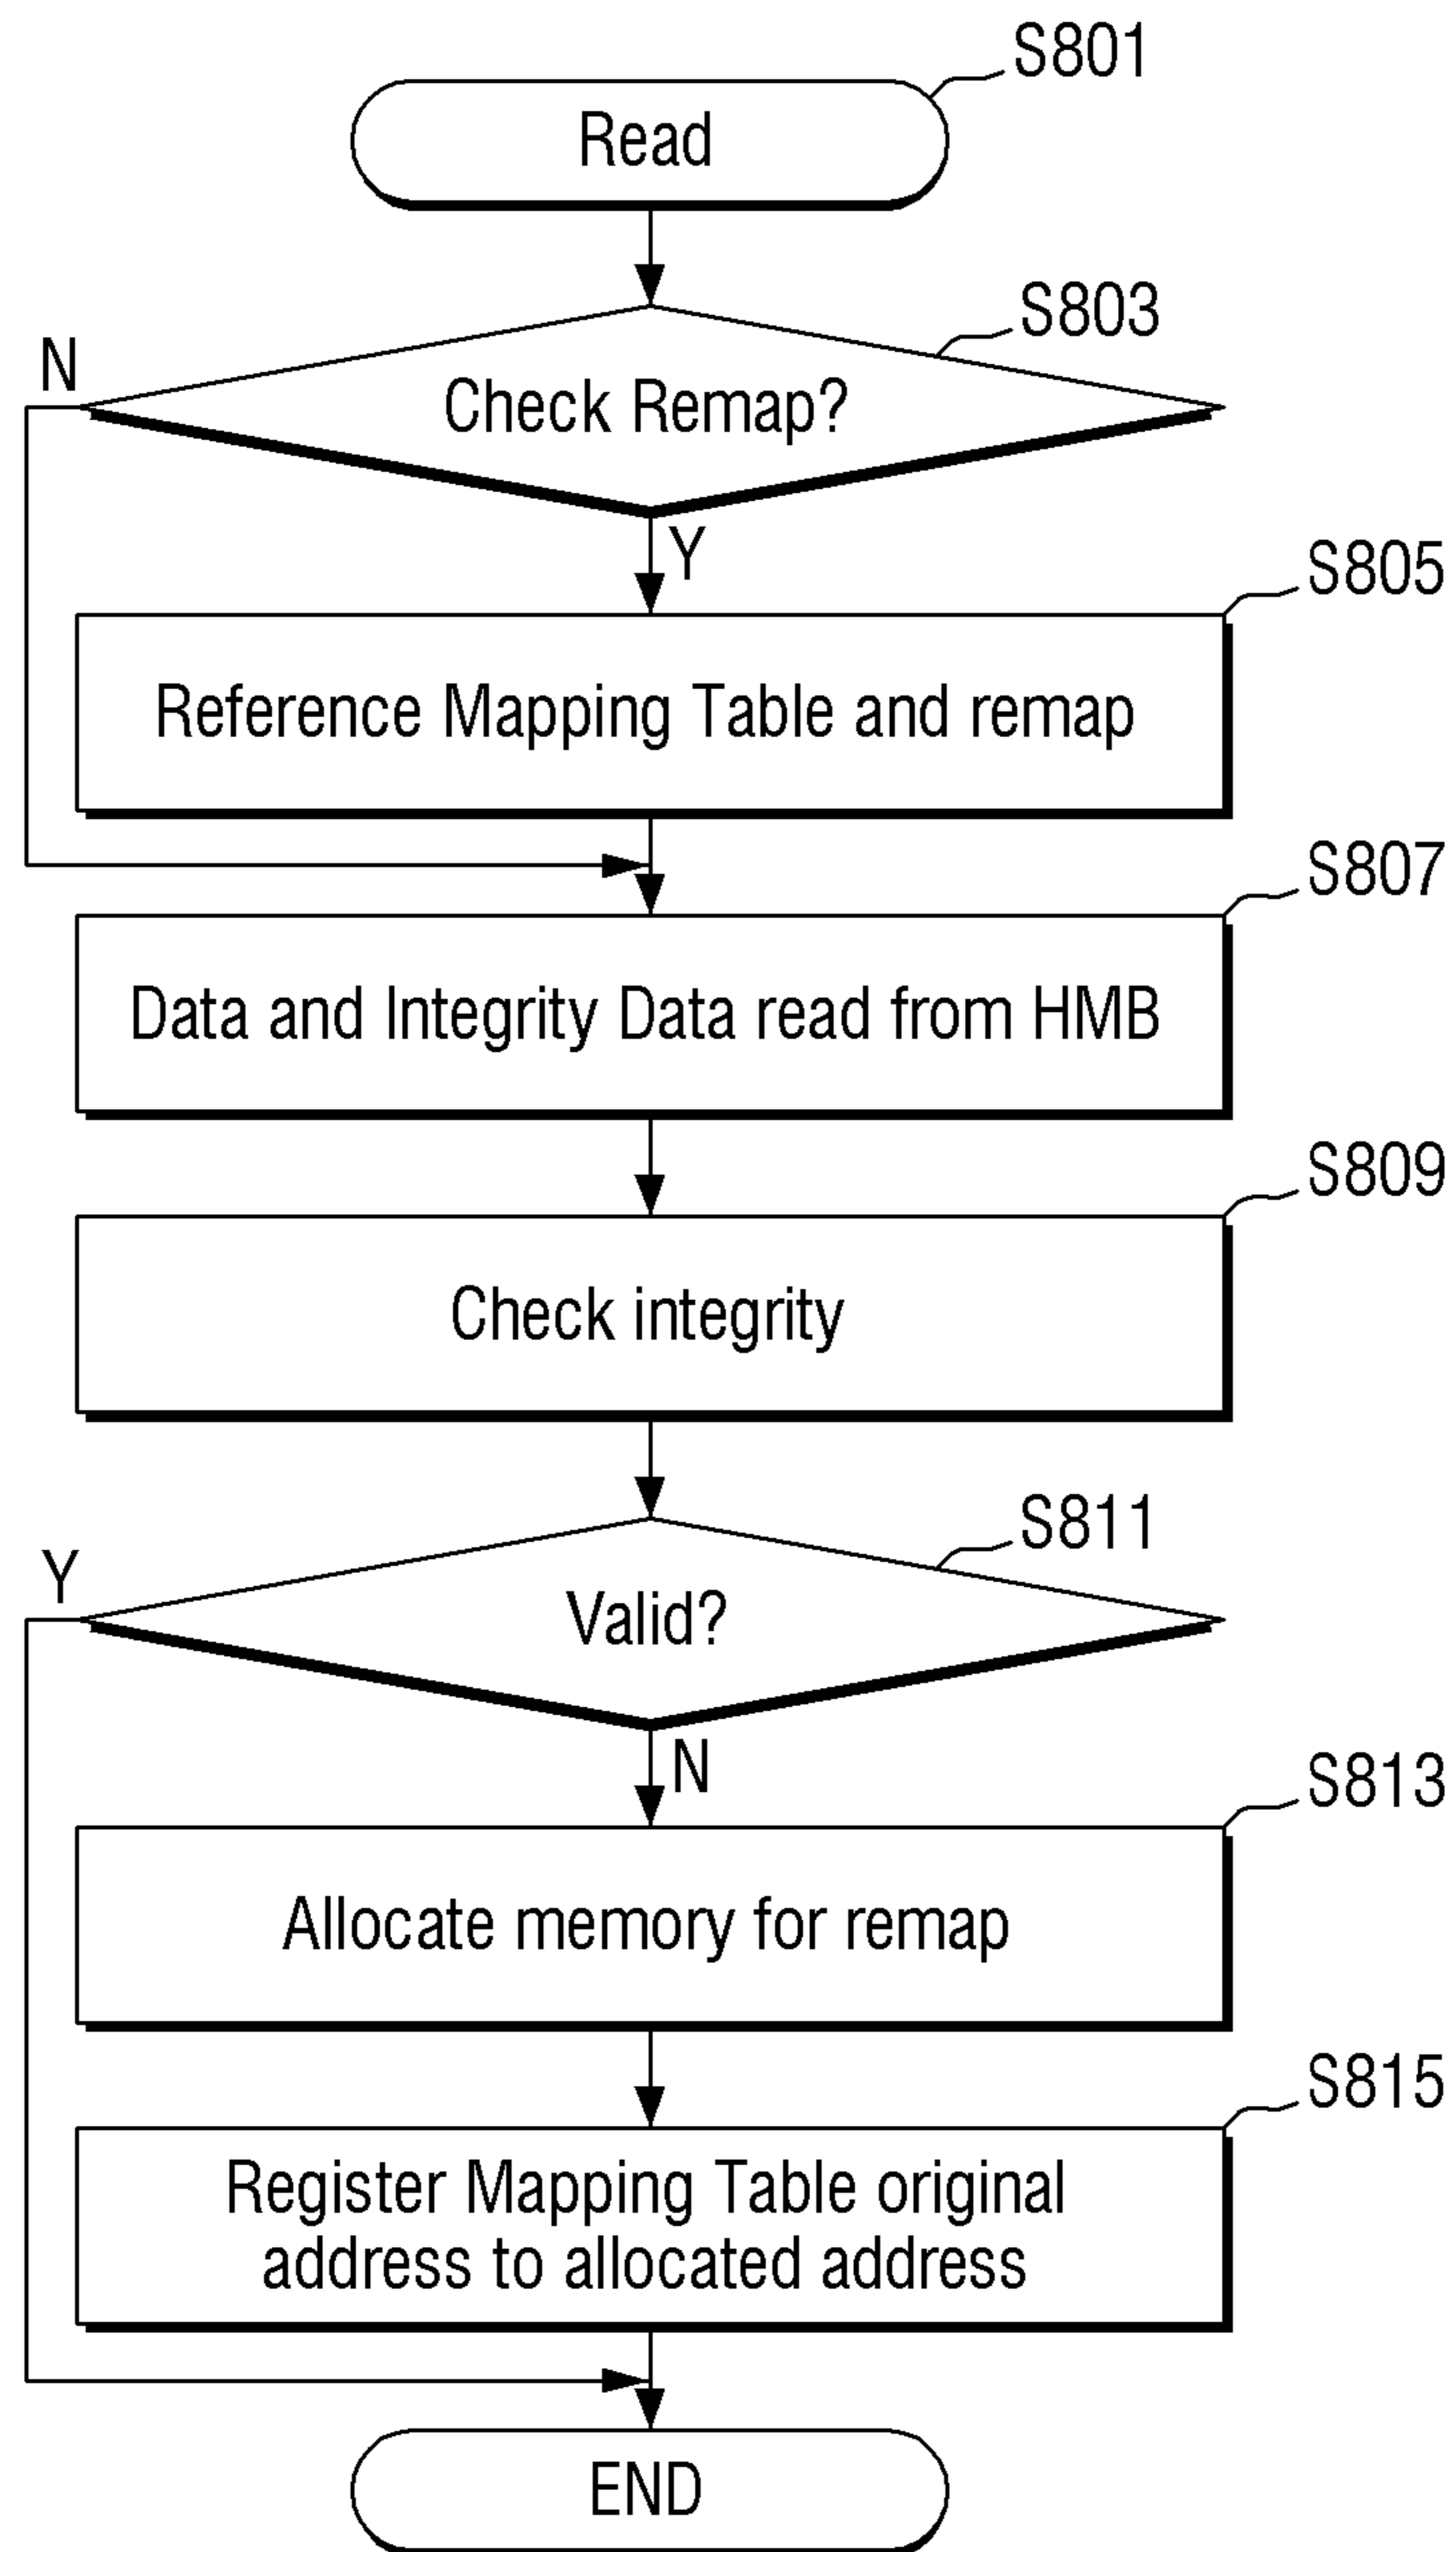 S801
Read
S803
N
Check Remap?
Y
S805
Reference Mapping Table and remap
S807
Data and Integrity Data read from HMB
S809
Check integrity
S811
Y
Valid?
N
S813
Allocate memory for remap
S815
Register Mapping Table original
address to allocated address
END